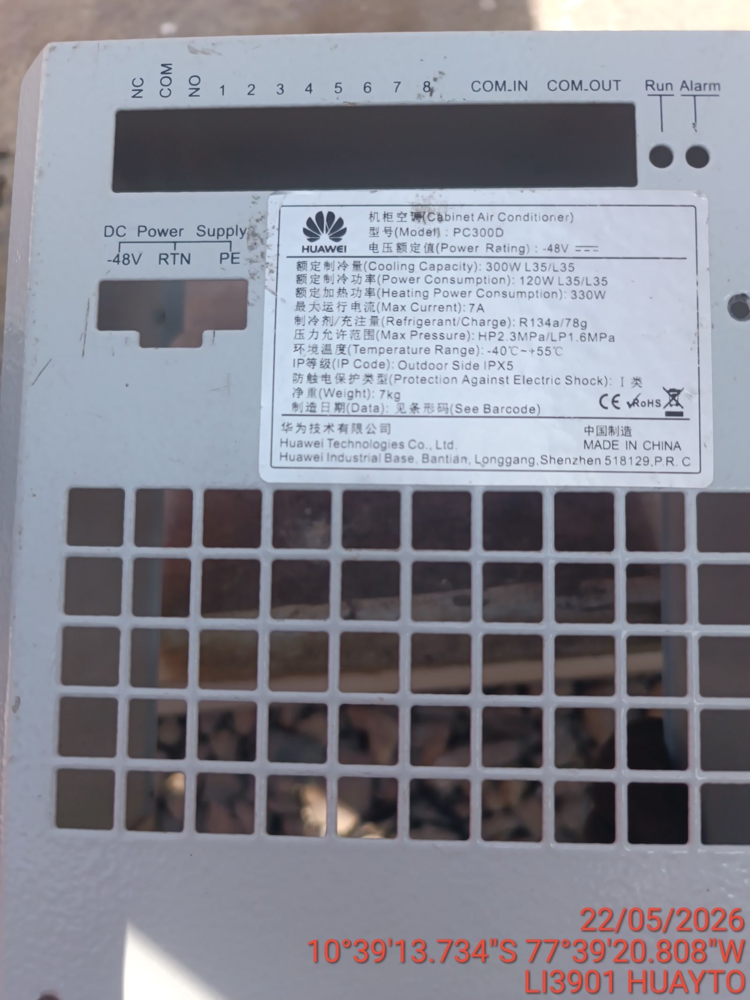 NC COM NO 1 2 3 4 5 6 7 8 COM_IN COM_OUT Run Alarm
DC Power Supply
-48V RTN PE
HUAWEI
机柜空调(Cabinet Air Conditioner)
型号(Model) : PC300D
电压额定值(Power Rating) : -48V
额定制冷量(Cooling Capacity): 300W L35/L35
额定制冷功率(Power Consumption): 120W L35/L35
额定加热功率(Heating Power Consumption): 330W
最大运行电流(Max Current): 7A
制冷剂/充注量(Refrigerant/Charge): R134a/78g
压力允许范围(Max Pressure): HP2.3MPa/LP1.6MPa
环境温度(Temperature Range): -40℃~+55℃
IP等级(IP Code): Outdoor Side IPX5
防触电保护类型(Protection Against Electric Shock): I 类
净重(Weight): 7kg
制造日期(Data): 见条形码(See Barcode)
CE RoHS
华为技术有限公司
中国制造
Huawei Technologies Co., Ltd.
MADE IN CHINA
Huawei Industrial Base, Bantian, Longgang,Shenzhen 518129,P.R. C
22/05/2026
10°39'13.734"S 77°39'20.808"W
LI3901 HUAYTO